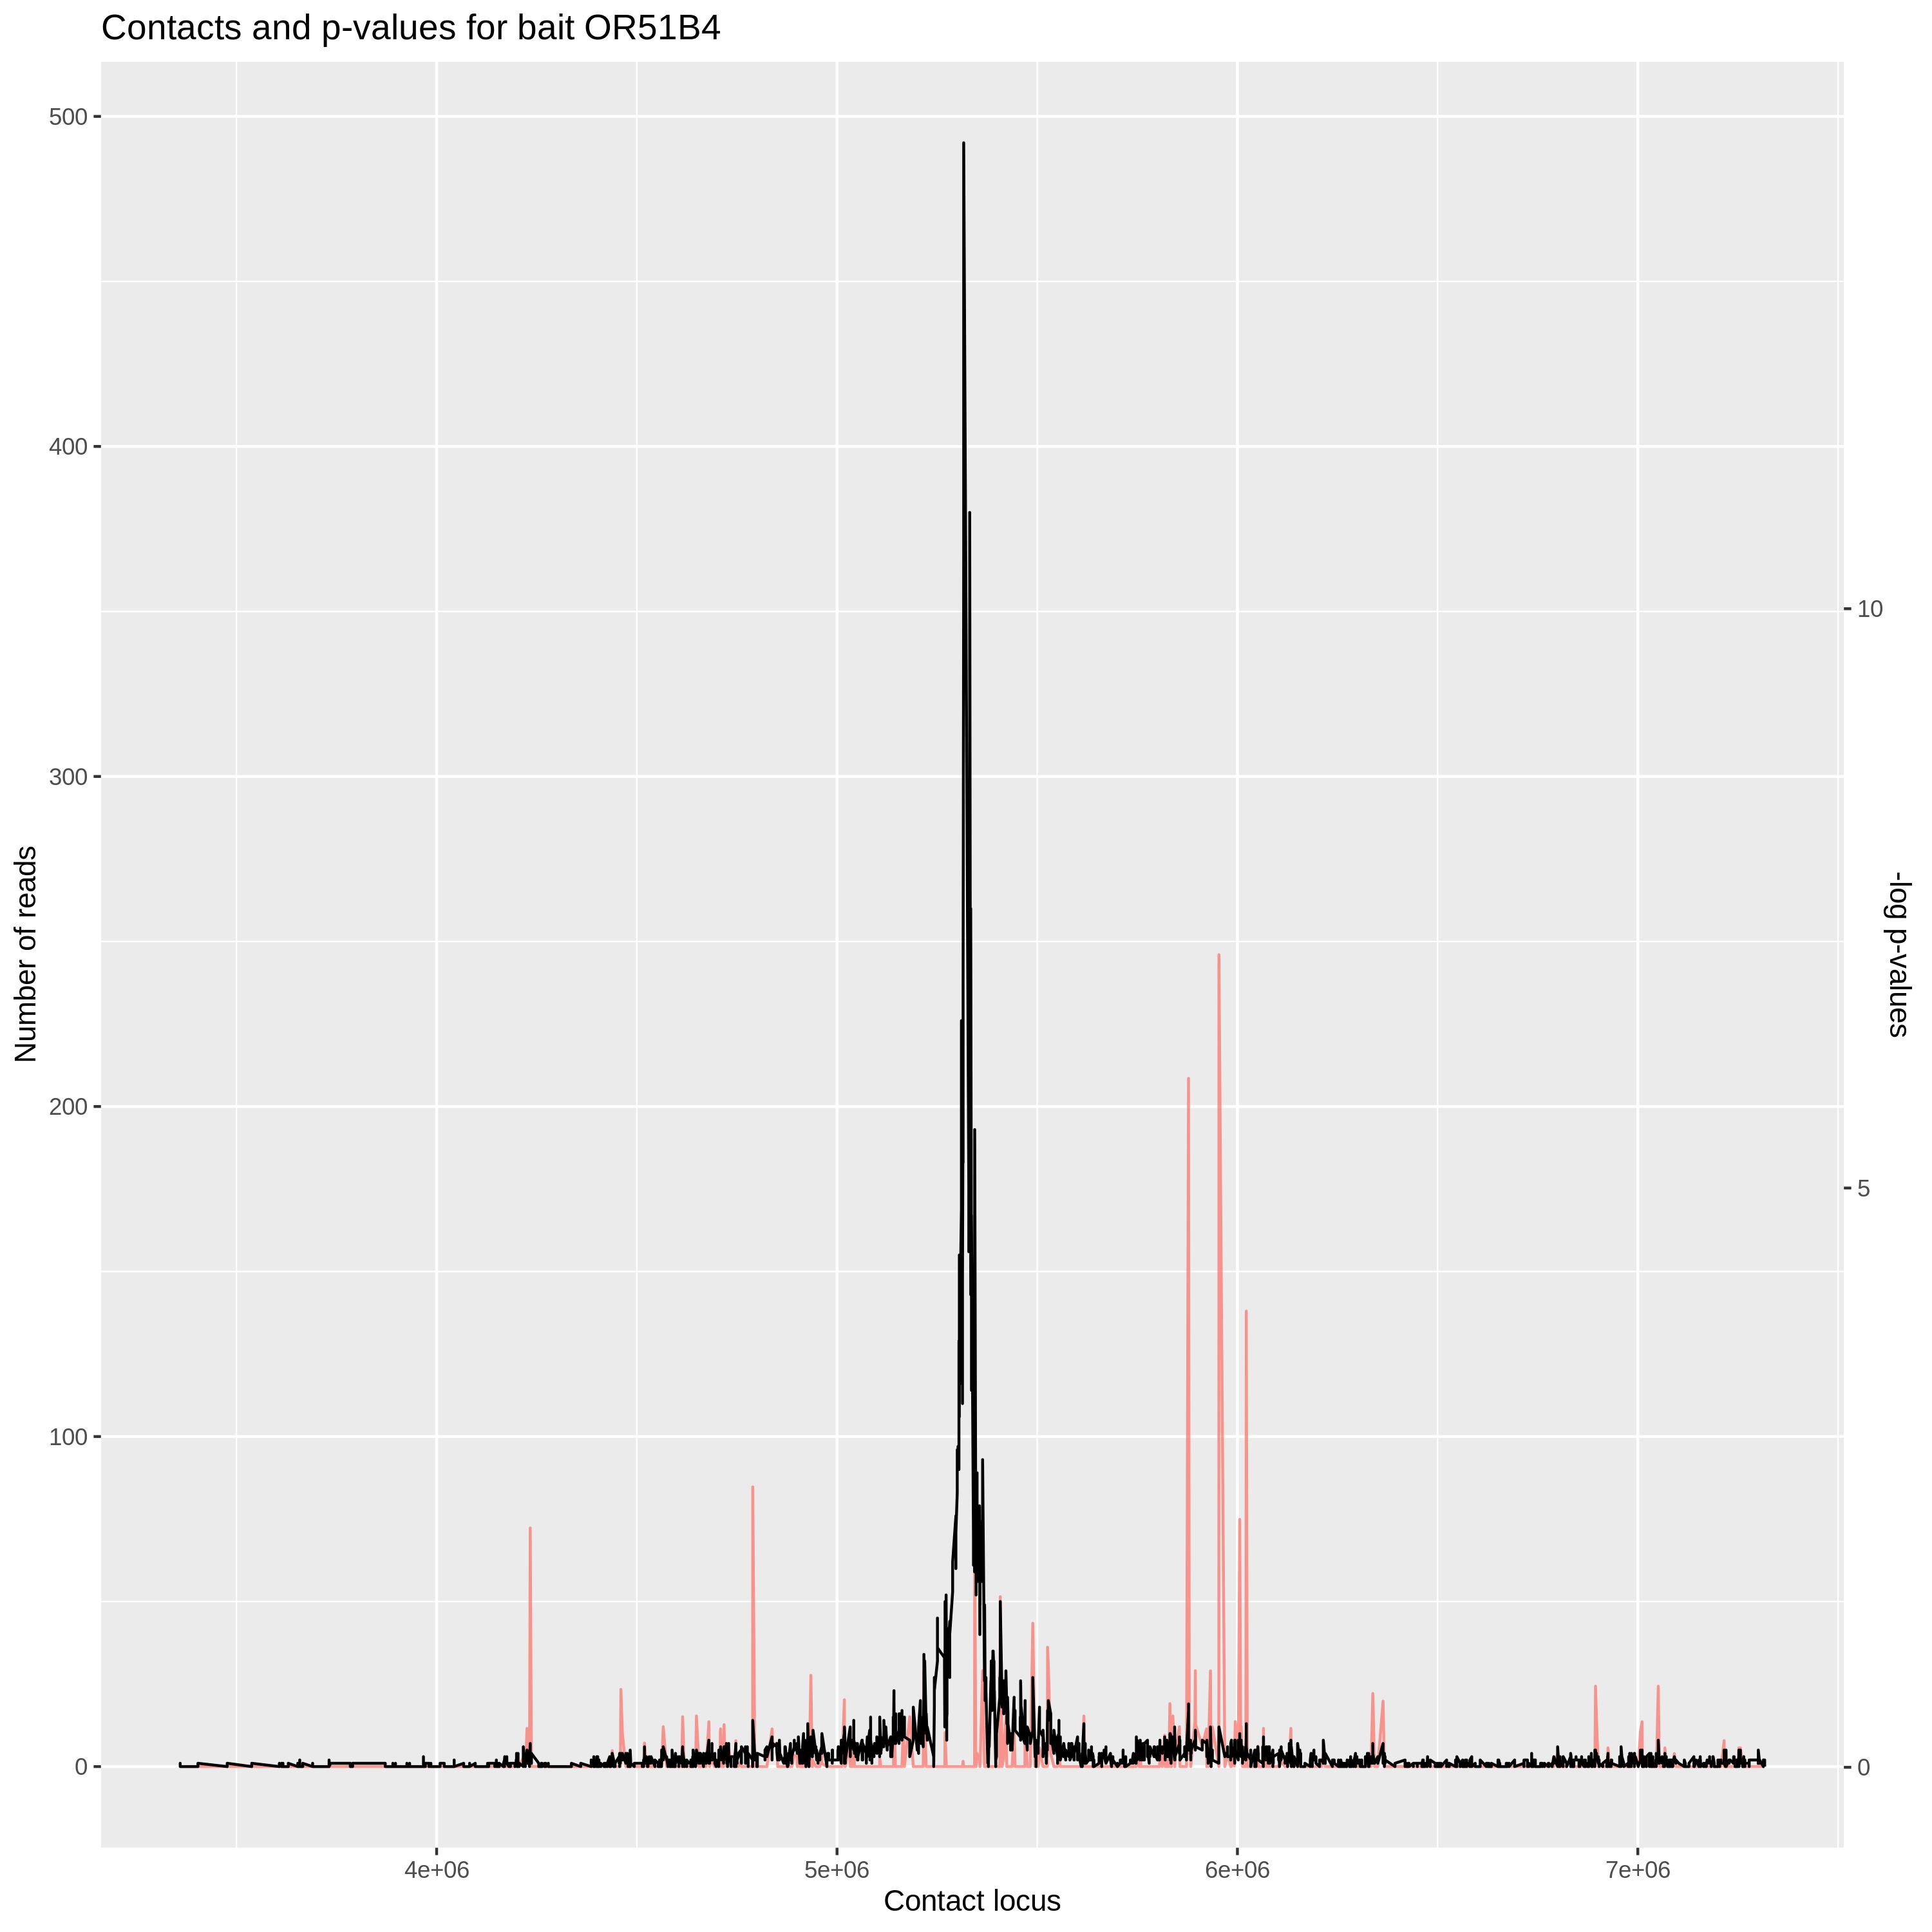 Contacts and p-values for bait OR51B4
500
400
300
200
100
0
Number of reads
10
5
0
-log p-values
4e+06 5e+06 6e+06 7e+06
Contact locus